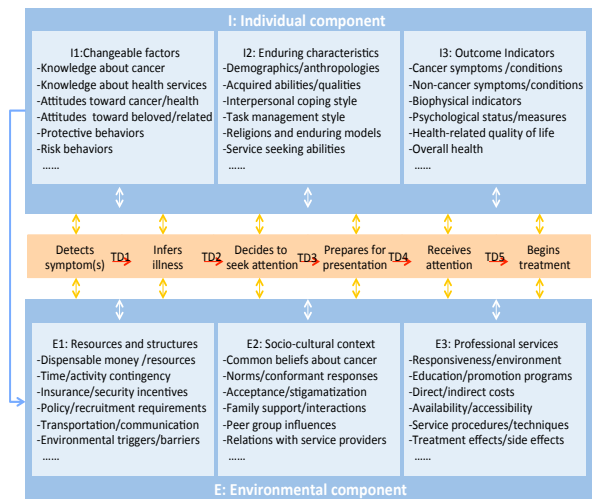 I: Individual component
I1:Changeable factors
-Knowledge about cancer
-Knowledge about health services
-Attitudes toward cancer/health
-Attitudes toward beloved/related
-Protective behaviors
-Risk behaviors
……
I2: Enduring characteristics
-Demographics/anthropologies
-Acquired abilities/qualities
-Interpersonal coping style
-Task management style
-Religions and enduring models
-Service seeking abilities
……
I3: Outcome Indicators
-Cancer symptoms /conditions
-Non-cancer symptoms/conditions
-Biophysical indicators
-Psychological status/measures
-Health-related quality of life
-Overall health
……
Detects
symptom(s)
TD1
Infers
illness
TD2
Decides to
seek attention
TD3
Prepares for
presentation
TD4
Receives
attention
TD5
Begins
treatment
E1: Resources and structures
-Dispensable money /resources
-Time/activity contingency
-Insurance/security incentives
-Policy/recruitment requirements
-Transportation/communication
-Environmental triggers/barriers
……
E2: Socio-cultural context
-Common beliefs about cancer
-Norms/conformant responses
-Acceptance/stigamatization
-Family support/interactions
-Peer group influences
-Relations with service providers
……
E3: Professional services
-Responsiveness/environment
-Education/promotion programs
-Direct/indirect costs
-Availability/accessibility
-Service procedures/techniques
-Treatment effects/side effects
……
E: Environmental component